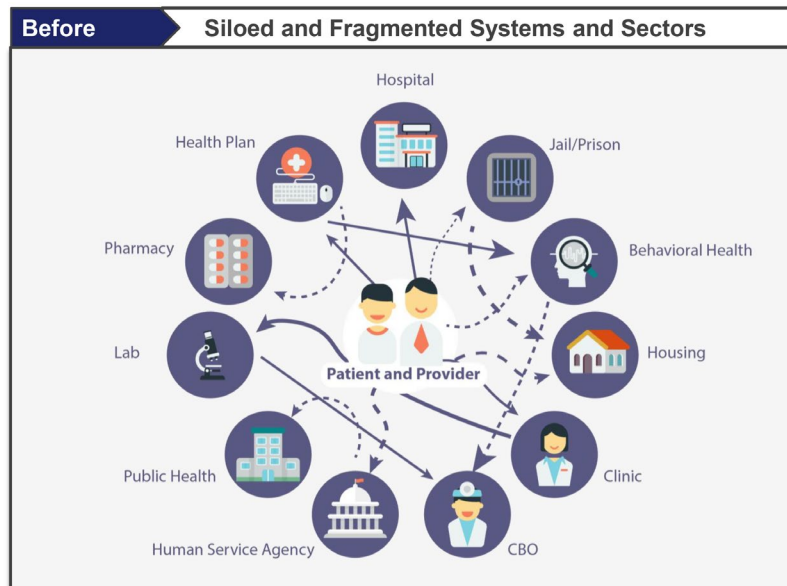 Before
Siloed and Fragmented Systems and Sectors
Hospital
Health Plan
Jail/Prison
Pharmacy
Behavioral Health
Lab
Housing
Patient and Provider
Public Health
Clinic
Human Service Agency
CBO